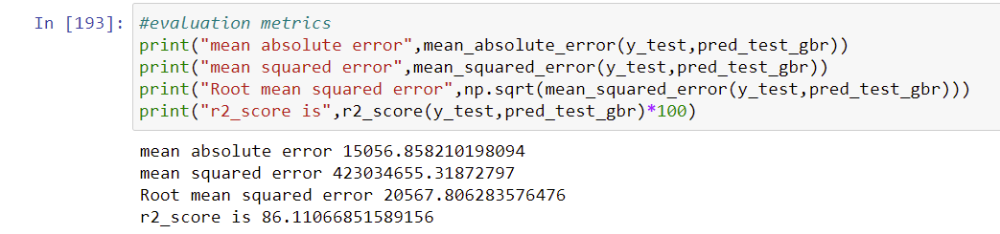 In [193]: #evaluation metrics
print("mean absolute error",mean_absolute_error(y_test,pred_test_gbr))
print("mean squared error",mean_squared_error(y_test,pred_test_gbr))
print("Root mean squared error",np.sqrt(mean_squared_error(y_test,pred_test_gbr)))
print("r2_score is",r2_score(y_test,pred_test_gbr)*100)
mean absolute error 15056.858210198094
mean squared error 423034655.31872797
Root mean squared error 20567.806283576476
r2_score is 86.11066851589156